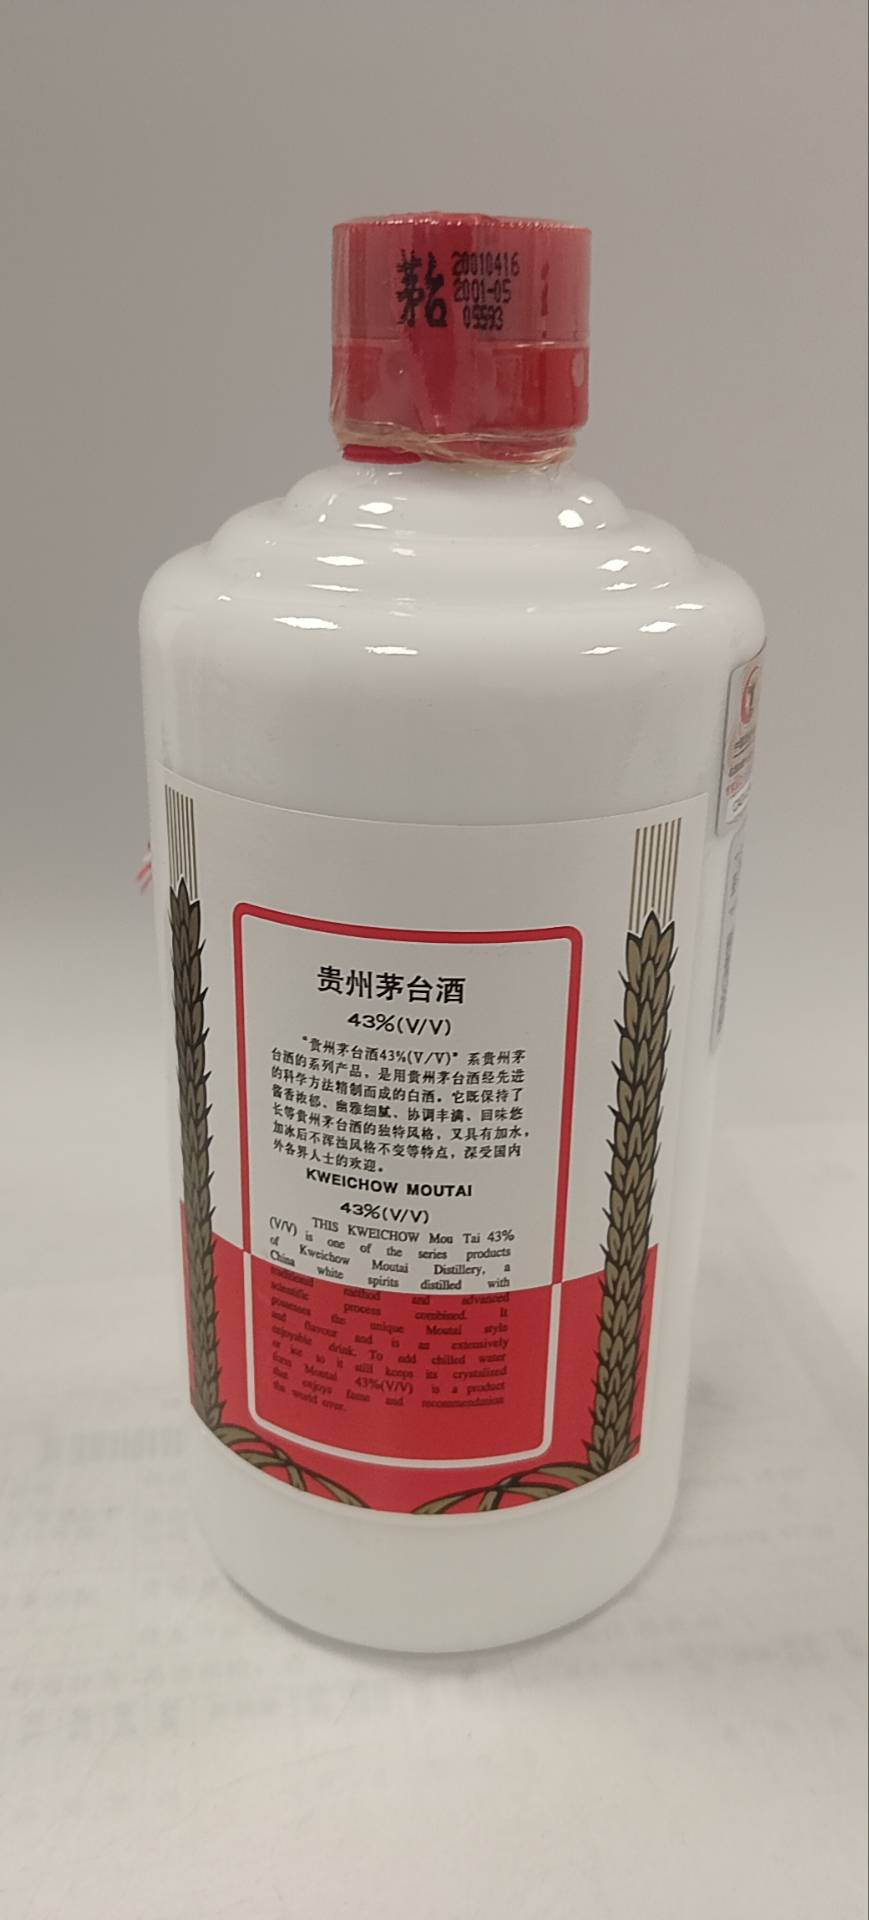 茅台
20010416
2001-05
05593
贵州茅台酒
43%(V/V)
“贵州茅台酒43%(V/V)”系贵州茅
台酒的系列产品，是用贵州茅台酒经先进
的科学方法精制而成的白酒。它既保持了
酱香浓郁、幽雅细腻、协调丰满、回味悠
长等贵州茅台酒的独特风格，又具有加水，
加冰后不浑浊风格不变等特点，深受国内
外各界人士的欢迎。
KWEICHOW MOUTAI
43%(V/V)
THIS KWEICHOW Mou Tai 43%
(V/V) is one of the series products
of Kweichow Moutai Distillery, a
China white spirits distilled with
traditional method and advanced
scientific process combined. It
possesses the unique Moutai style
and flavour and is an extensively
enjoyable drink. To add chilled water
or ice to it still keeps its crystalized
form Moutai 43%(V/V) is a product
that enjoys fame and recommendation
the world over.